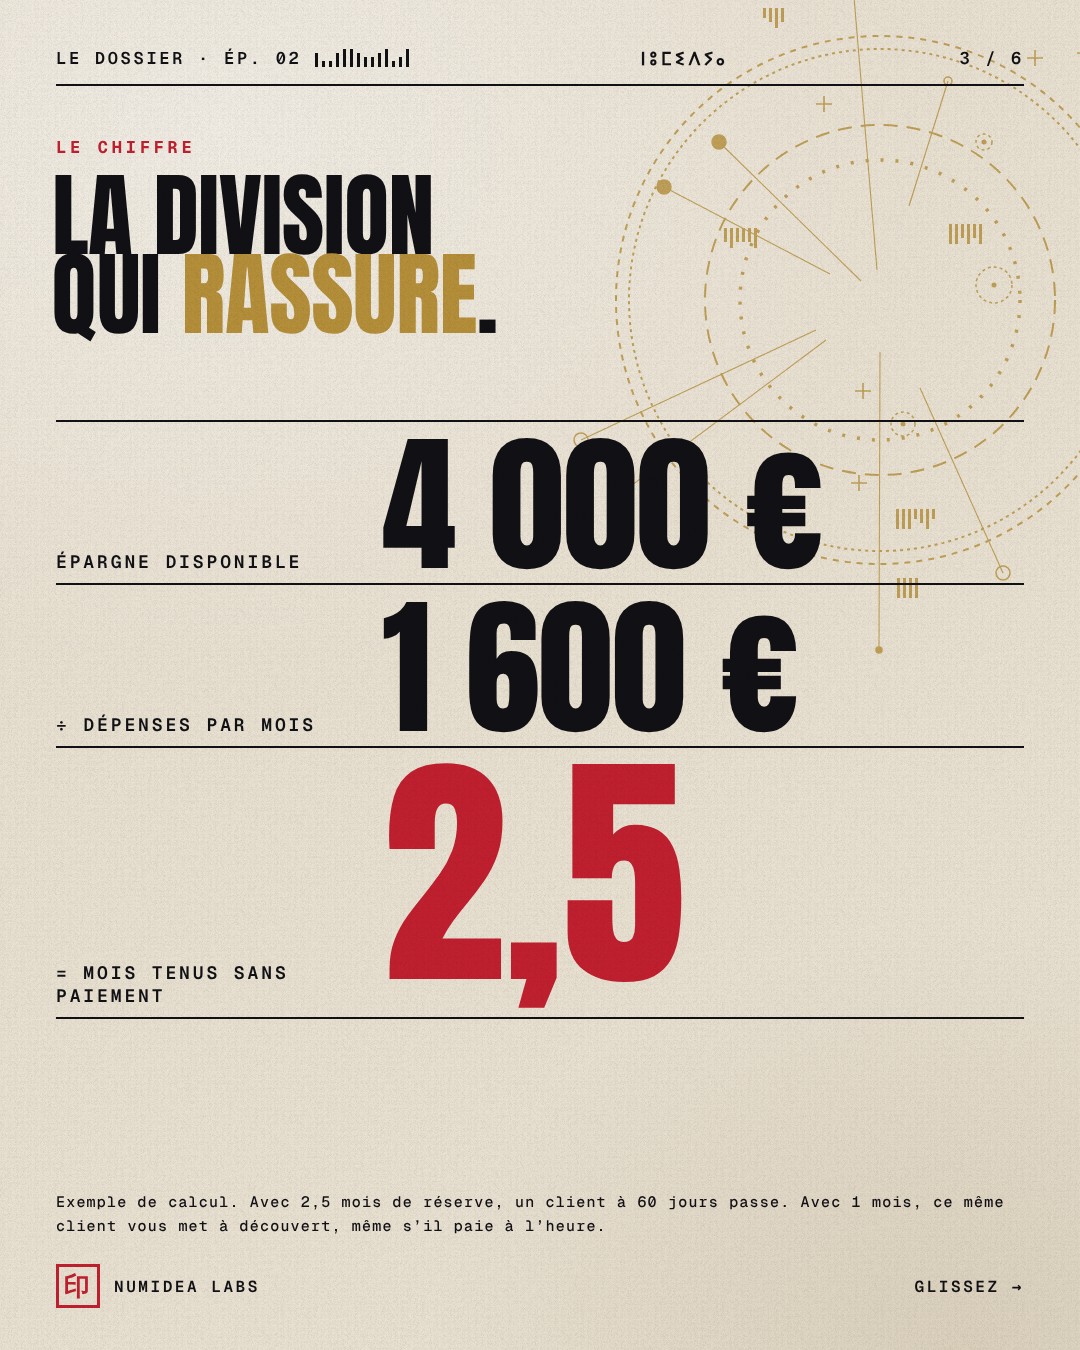 LE DOSSIER · ÉP. 02
3 / 6
LE CHIFFRE
LA DIVISION
QUI RASSURE.
4 000 €
ÉPARGNE DISPONIBLE
1 600 €
÷ DÉPENSES PAR MOIS
2,5
= MOIS TENUS SANS
PAIEMENT
Exemple de calcul. Avec 2,5 mois de réserve, un client à 60 jours passe. Avec 1 mois, ce même
client vous met à découvert, même s’il paie à l’heure.
印 NUMIDEA LABS
GLISSEZ →